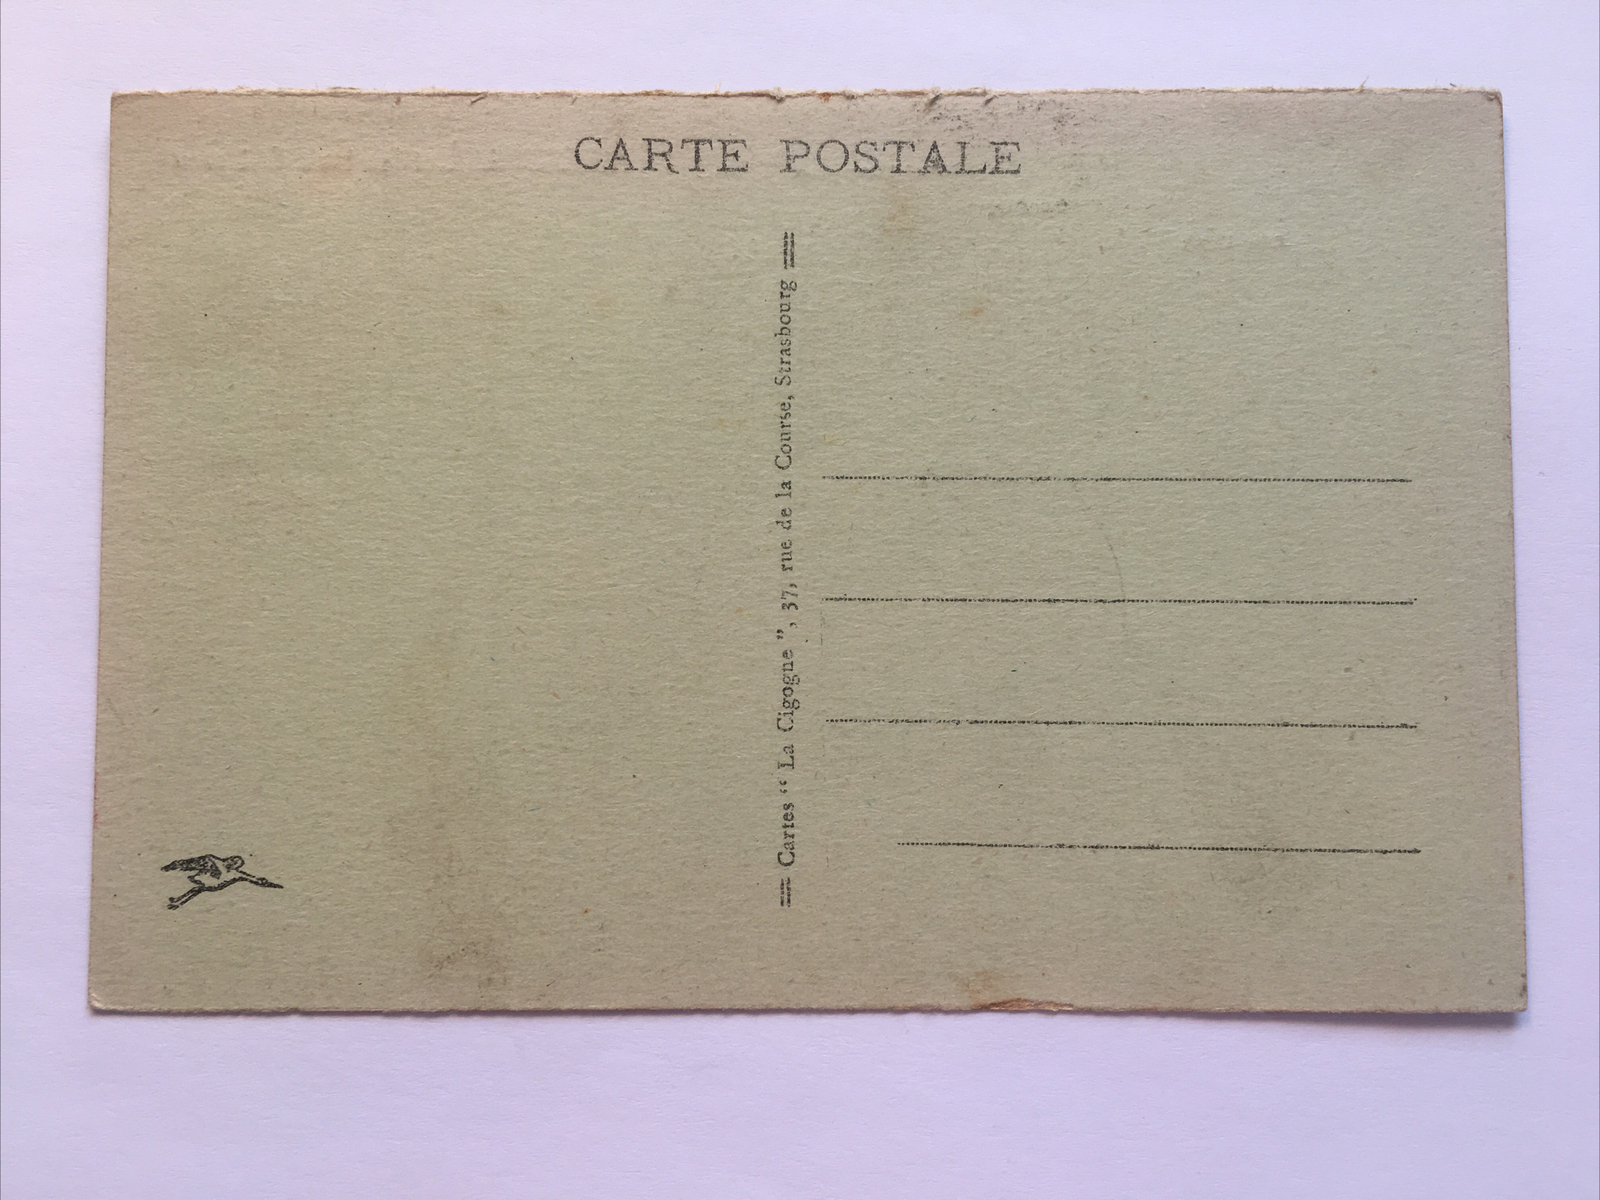 CARTE POSTALE
Cartes “ La Cigogne ”, 37, rue de la Course, Strasbourg